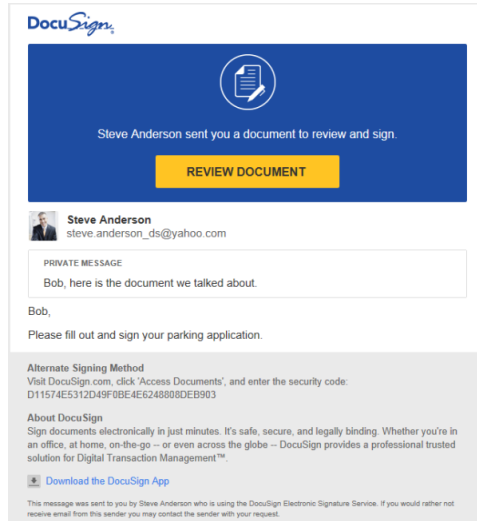 DocuSign
Steve Anderson sent you a document to review and sign.
REVIEW DOCUMENT
Steve Anderson
steve.anderson_ds@yahoo.com
PRIVATE MESSAGE
Bob, here is the document we talked about.
Bob,
Please fill out and sign your parking application.
Alternate Signing Method
Visit DocuSign.com, click 'Access Documents', and enter the security code:
D11574E5312D49F0BE4E6248808DEB903
About DocuSign
Sign documents electronically in just minutes. It's safe, secure, and legally binding. Whether you're in
an office, at home, on-the-go -- or even across the globe -- DocuSign provides a professional trusted
solution for Digital Transaction Management™.
Download the DocuSign App
This message was sent to you by Steve Anderson who is using the DocuSign Electronic Signature Service. If you would rather not
receive email from this sender you may contact the sender with your request.